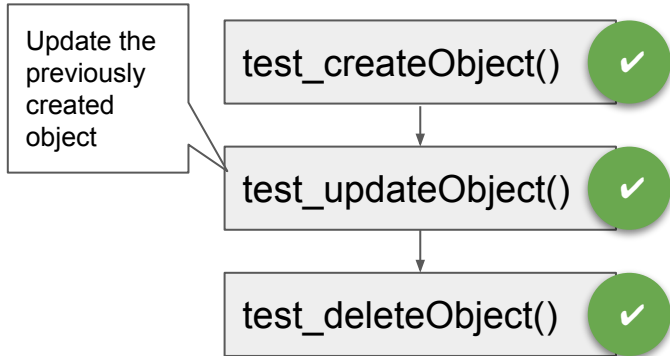 Update the
previously
created
object
test_createObject()
✔
test_updateObject()
✔
test_deleteObject()
✔